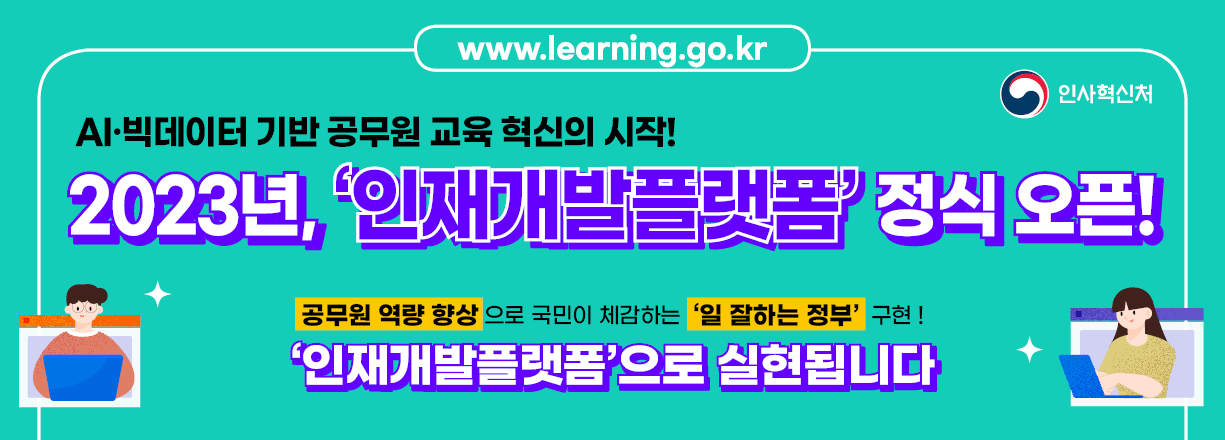 www.learning.go.kr
인사혁신처
AI·빅데이터 기반 공무원 교육 혁신의 시작!
2023년, ‘인재개발플랫폼’ 정식 오픈!
공무원 역량 향상으로 국민이 체감하는 ‘일 잘하는 정부’ 구현!
‘인재개발플랫폼’으로 실현됩니다